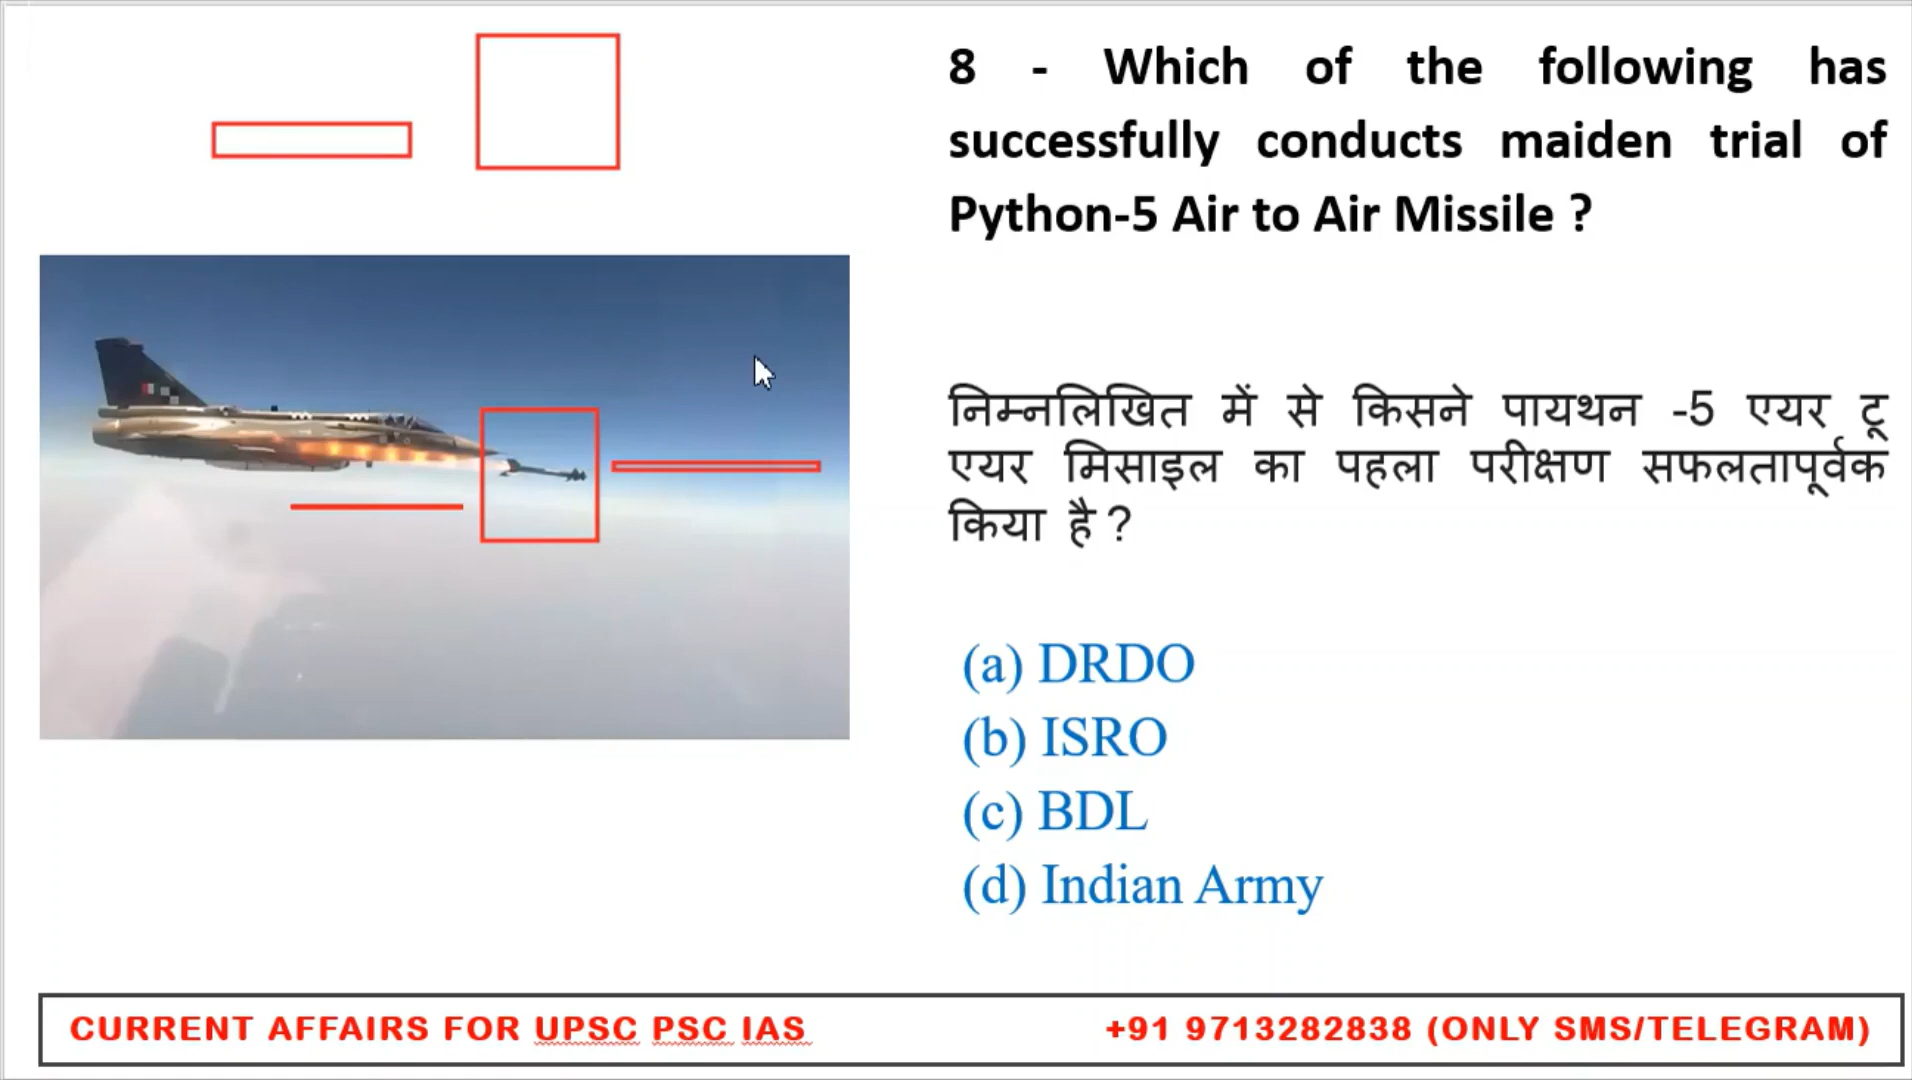 8 - Which of the following has
successfully conducts maiden trial of
Python-5 Air to Air Missile ?
निम्नलिखित में से किसने पायथन -5 एयर टू
एयर मिसाइल का पहला परीक्षण सफलतापूर्वक
किया है ?
(a) DRDO
(b) ISRO
(c) BDL
(d) Indian Army
CURRENT AFFAIRS FOR UPSC PSC IAS +91 9713282838 (ONLY SMS/TELEGRAM)